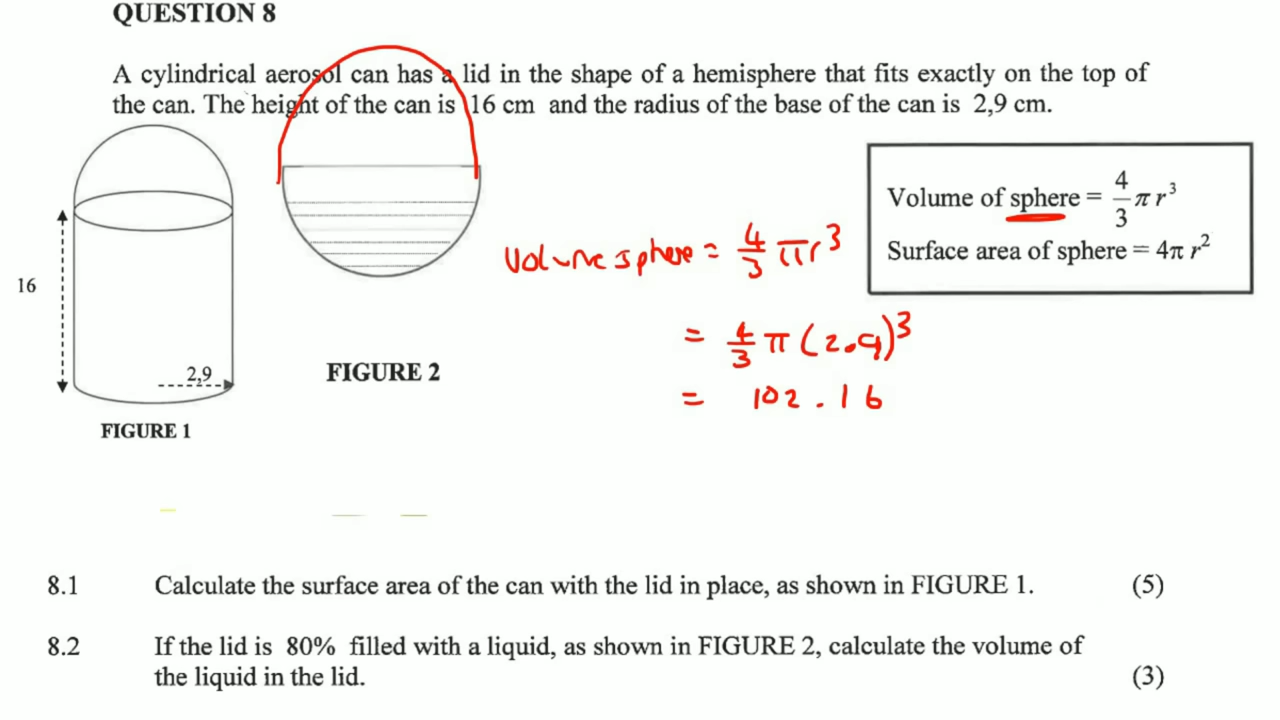 QUESTION 8
A cylindrical aerosol can has a lid in the shape of a hemisphere that fits exactly on the top of
the can. The height of the can is 16 cm and the radius of the base of the can is 2,9 cm.
Volume of sphere = 4/3 π r³
Surface area of sphere = 4π r²
Volume sphere = 4/3 πr³
= 4/3 π (2.9)³
= 102.16
16
2,9
FIGURE 1
FIGURE 2
8.1 Calculate the surface area of the can with the lid in place, as shown in FIGURE 1. (5)
8.2 If the lid is 80% filled with a liquid, as shown in FIGURE 2, calculate the volume of
the liquid in the lid. (3)